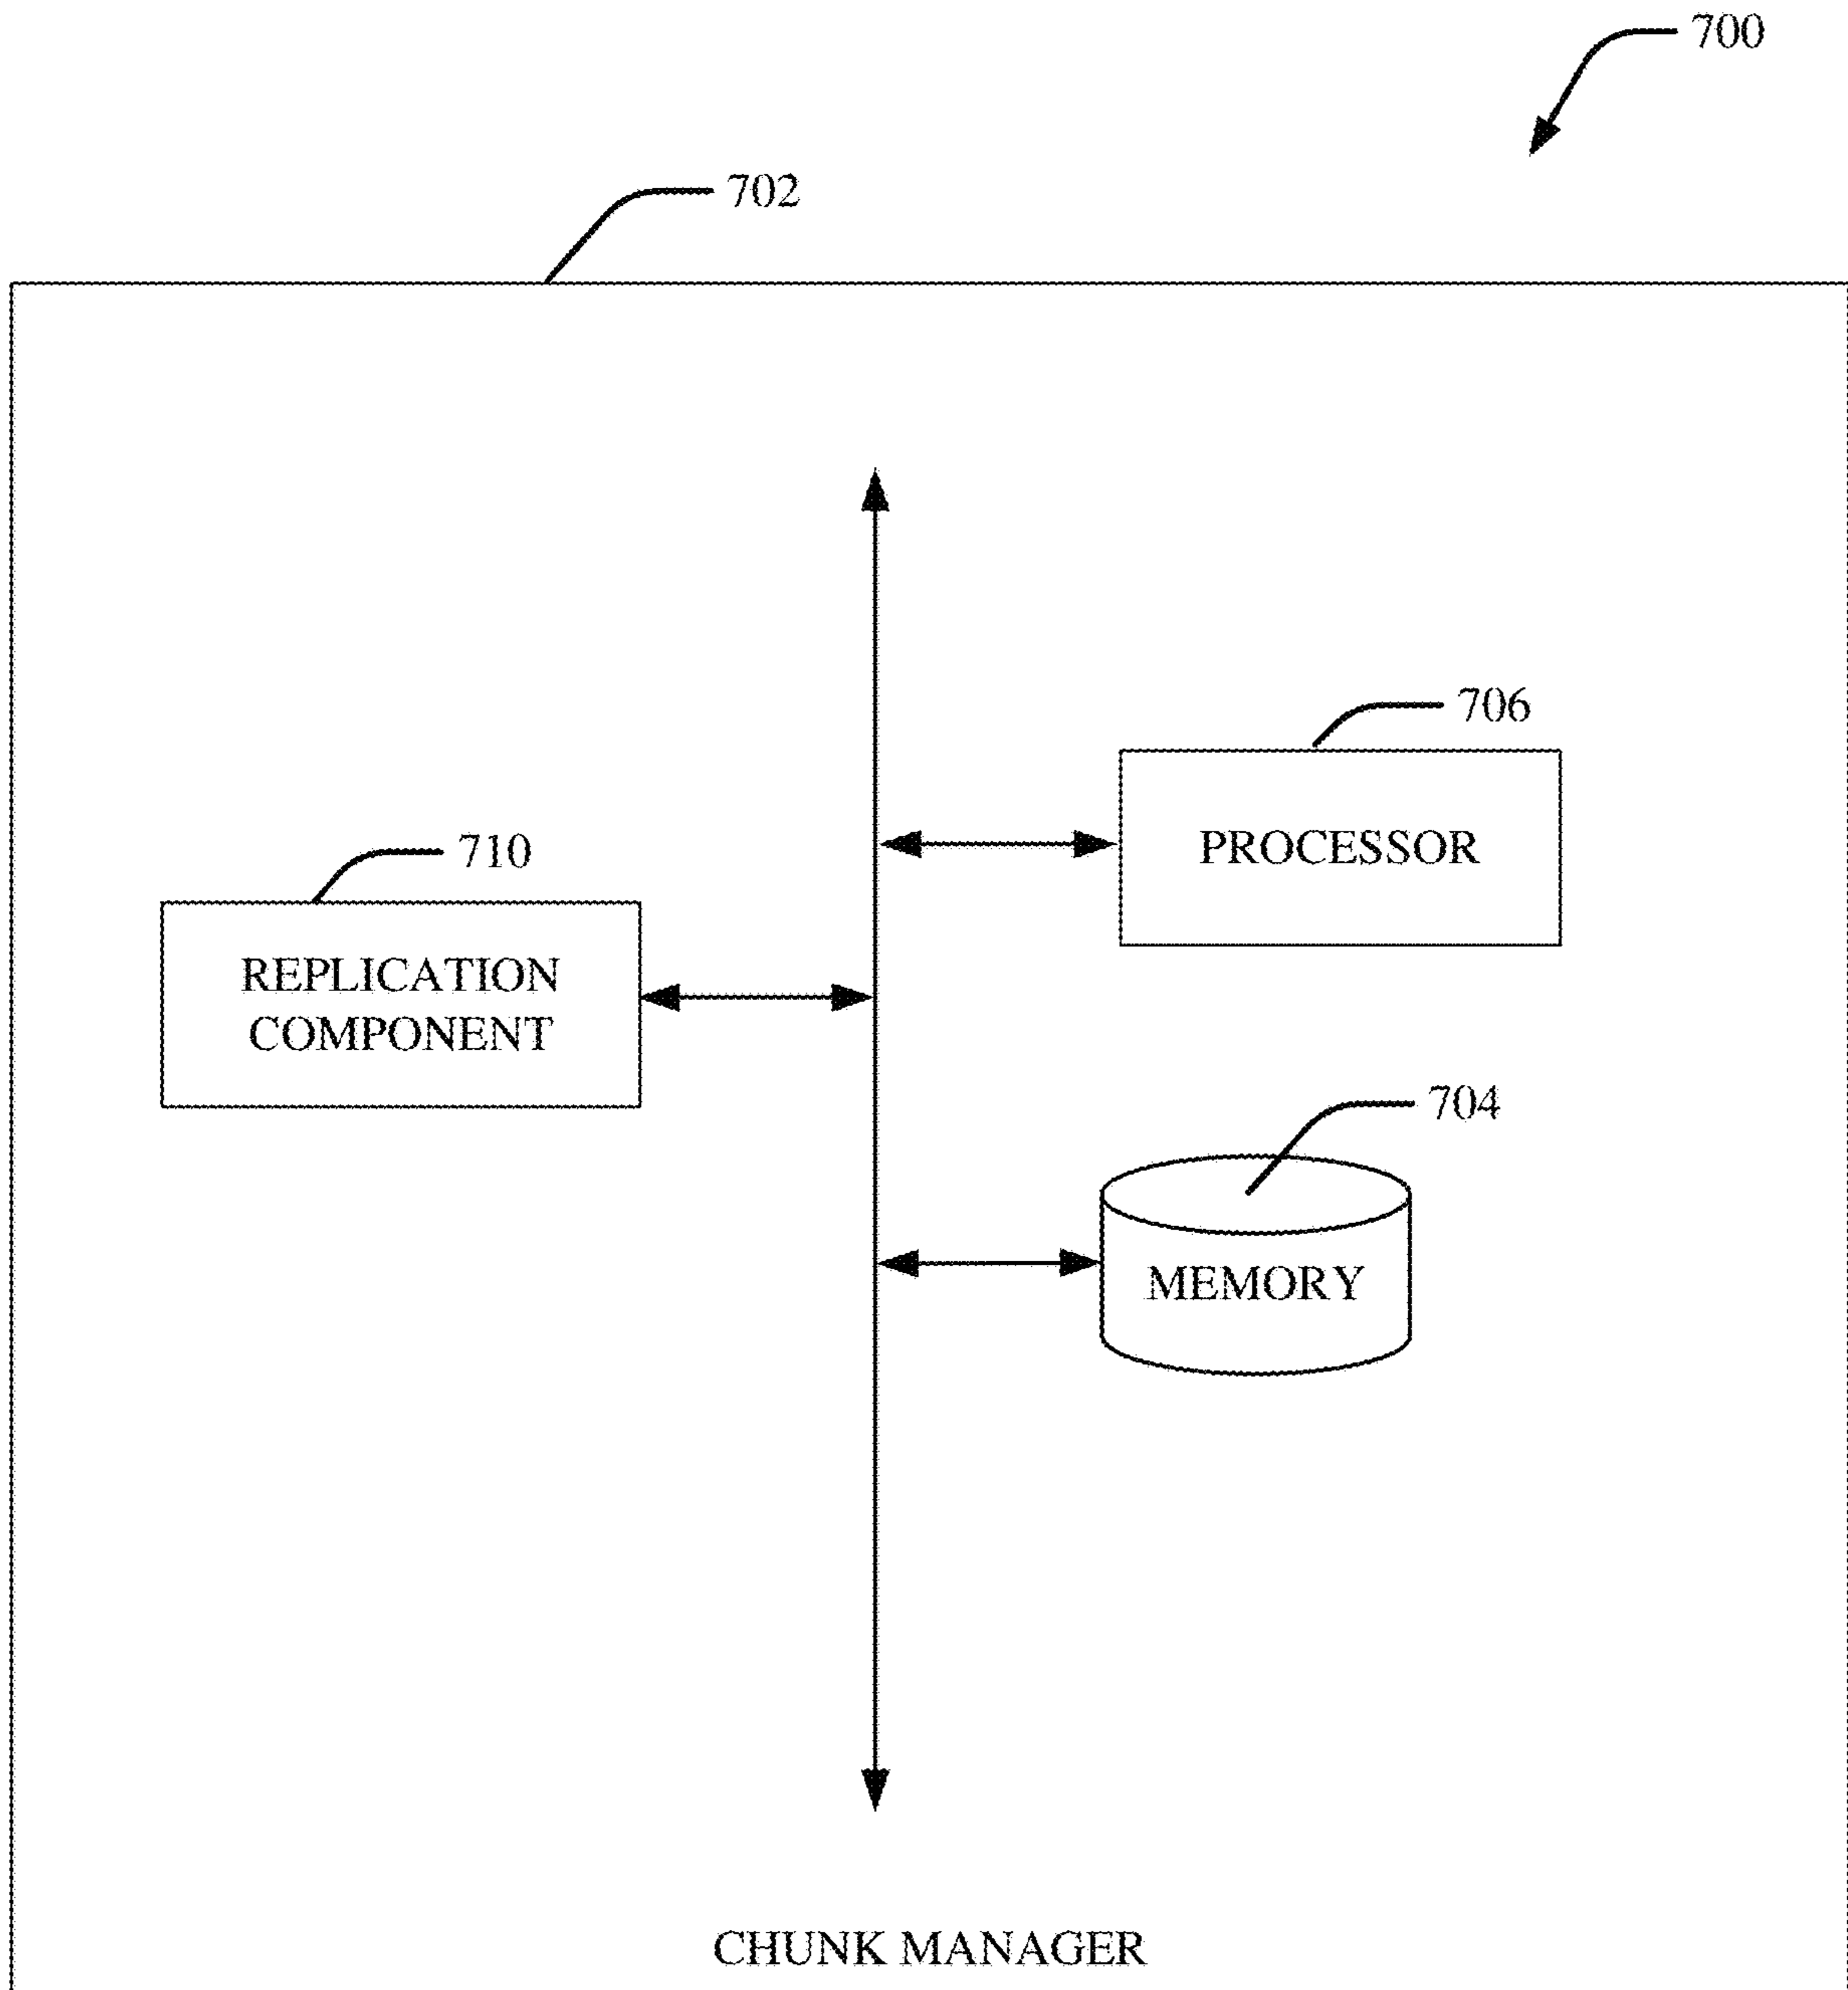 700
702
706
PROCESSOR
710
REPLICATION
COMPONENT
704
MEMORY
CHUNK MANAGER